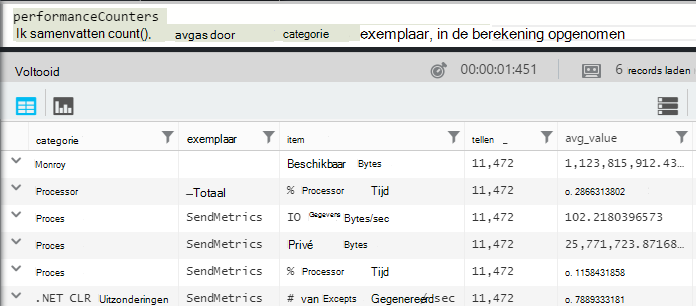 performanceCounters
Ik samenvatten count(). avgas door categorie exemplaar, in de berekening opgenomen
Voltooid 00:00:01:451 6 records laden
categorie exemplaar item tellen _ avg_value
Monroy Beschikbaar Bytes 11,472 1,123,815,912.43...
Processor —Totaal % Processor Tijd 11,472 o. 2866313802
Proces SendMetrics IO Gegevens Bytes/sec 11,472 102.2180396573
Proces SendMetrics Privé Bytes 11,472 25,771,723.87168...
Proces SendMetrics % Processor Tijd 11,472 o. 1158431858
.NET CLR Uitzonderingen SendMetrics # van Excepts Gegenereerd/sec 11,472 o. 7889333181